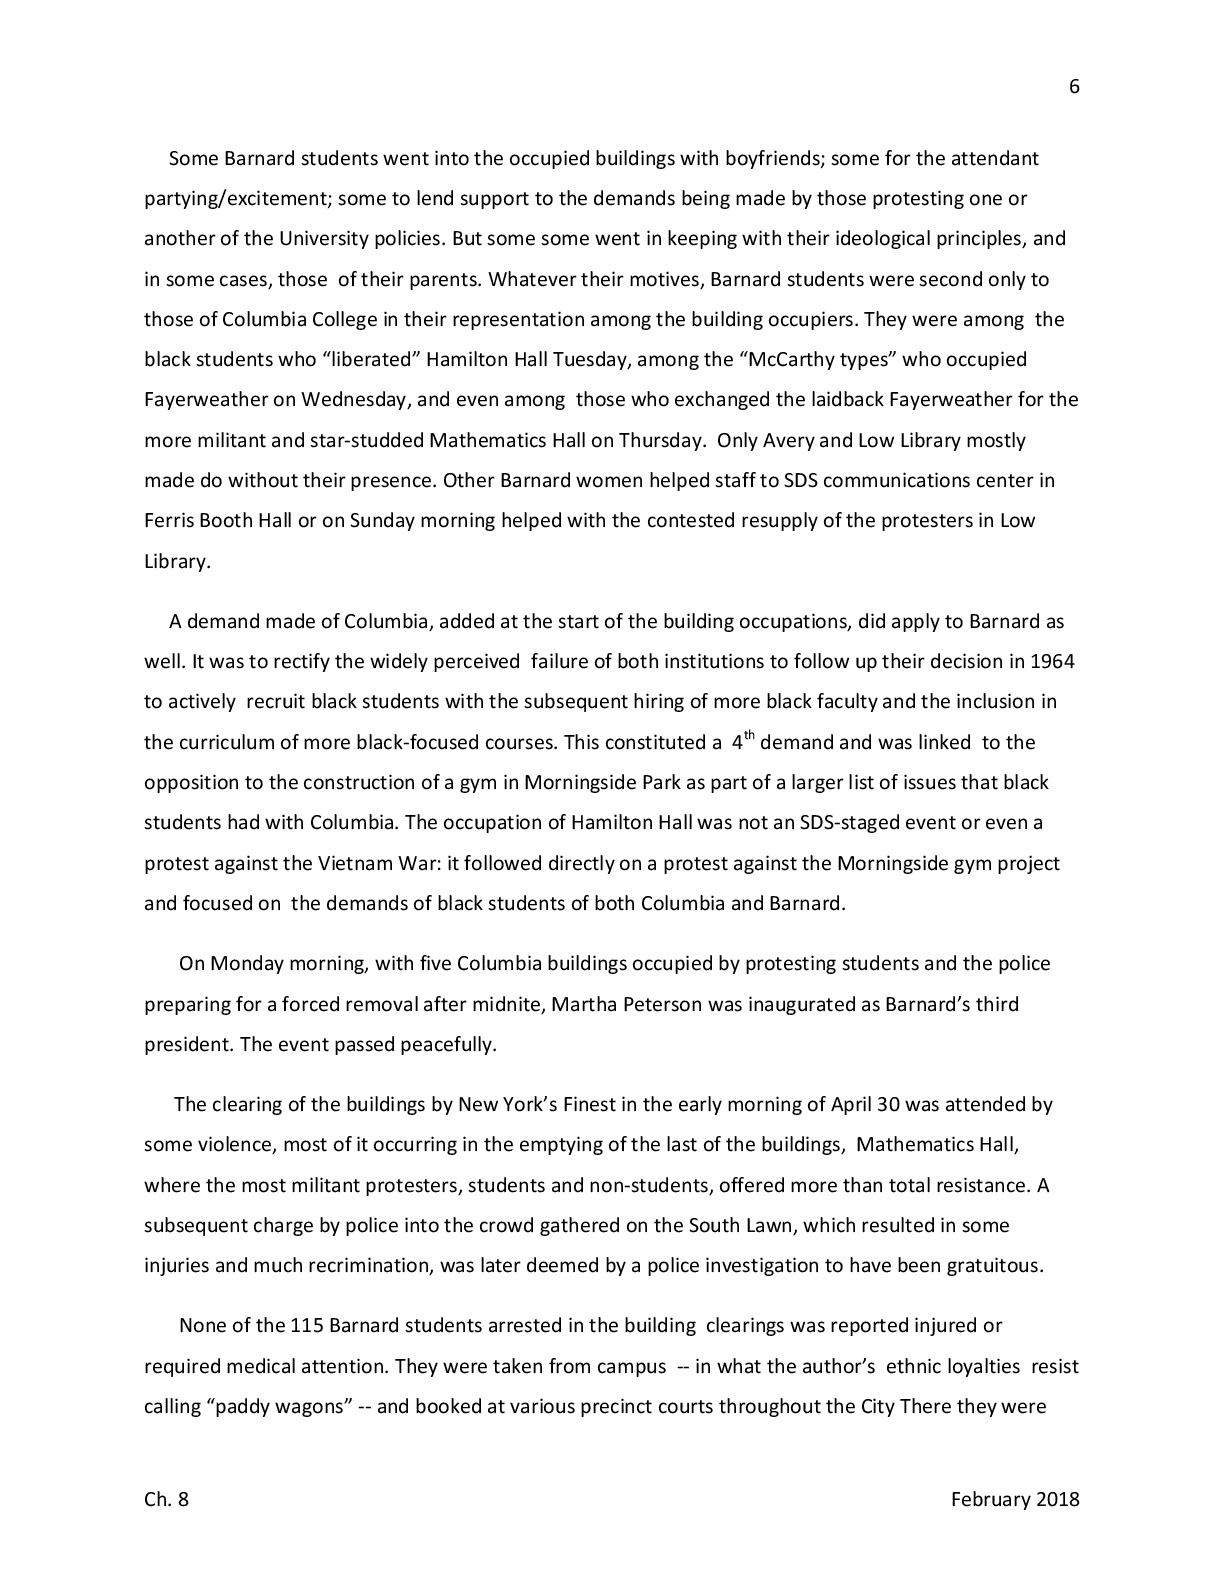 6
Some Barnard students went into the occupied buildings with boyfriends; some for the attendant
partying/excitement; some to lend support to the demands being made by those protesting one or
another of the University policies. But some some went in keeping with their ideological principles, and
in some cases, those  of their parents. Whatever their motives, Barnard students were second only to
those of Columbia College in their representation among the building occupiers. They were among  the
black students who “liberated” Hamilton Hall Tuesday, among the “McCarthy types” who occupied
Fayerweather on Wednesday, and even among  those who exchanged the laidback Fayerweather for the
more militant and star-studded Mathematics Hall on Thursday.  Only Avery and Low Library mostly
made do without their presence. Other Barnard women helped staff to SDS communications center in
Ferris Booth Hall or on Sunday morning helped with the contested resupply of the protesters in Low
Library.
A demand made of Columbia, added at the start of the building occupations, did apply to Barnard as
well. It was to rectify the widely perceived  failure of both institutions to follow up their decision in 1964
to actively  recruit black students with the subsequent hiring of more black faculty and the inclusion in
the curriculum of more black-focused courses. This constituted a  4th demand and was linked  to the
opposition to the construction of a gym in Morningside Park as part of a larger list of issues that black
students had with Columbia. The occupation of Hamilton Hall was not an SDS-staged event or even a
protest against the Vietnam War: it followed directly on a protest against the Morningside gym project
and focused on  the demands of black students of both Columbia and Barnard.
On Monday morning, with five Columbia buildings occupied by protesting students and the police
preparing for a forced removal after midnite, Martha Peterson was inaugurated as Barnard’s third
president. The event passed peacefully.
The clearing of the buildings by New York’s Finest in the early morning of April 30 was attended by
some violence, most of it occurring in the emptying of the last of the buildings,  Mathematics Hall,
where the most militant protesters, students and non-students, offered more than total resistance. A
subsequent charge by police into the crowd gathered on the South Lawn, which resulted in some
injuries and much recrimination, was later deemed by a police investigation to have been gratuitous.
None of the 115 Barnard students arrested in the building  clearings was reported injured or
required medical attention. They were taken from campus  -- in what the author’s  ethnic loyalties  resist
calling “paddy wagons” -- and booked at various precinct courts throughout the City There they were
Ch. 8
February 2018